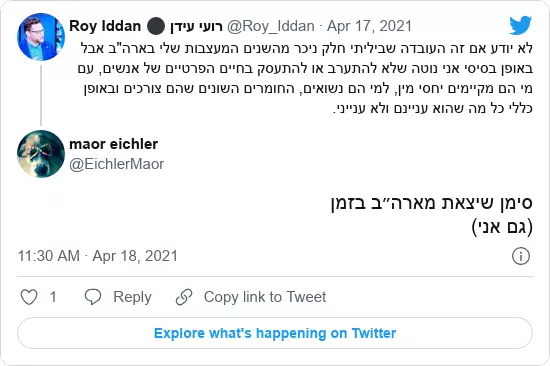 Roy Iddan ⚫ רועי עידן @Roy_Iddan · Apr 17, 2021
לא יודע אם זה העובדה שביליתי חלק ניכר מהשנים המעצבות שלי בארה"ב אבל
באופן בסיסי אני נוטה שלא להתערב או להתעסק בחיים הפרטיים של אנשים, עם
מי הם מקיימים יחסי מין, למי הם נשואים, החומרים השונים שהם צורכים ובאופן
כללי כל מה שהוא עניינם ולא ענייני.
maor eichler
@EichlerMaor
סימן שיצאת מארה״ב בזמן
(גם אני)
11:30 AM · Apr 18, 2021
1 Reply Copy link to Tweet
Explore what's happening on Twitter